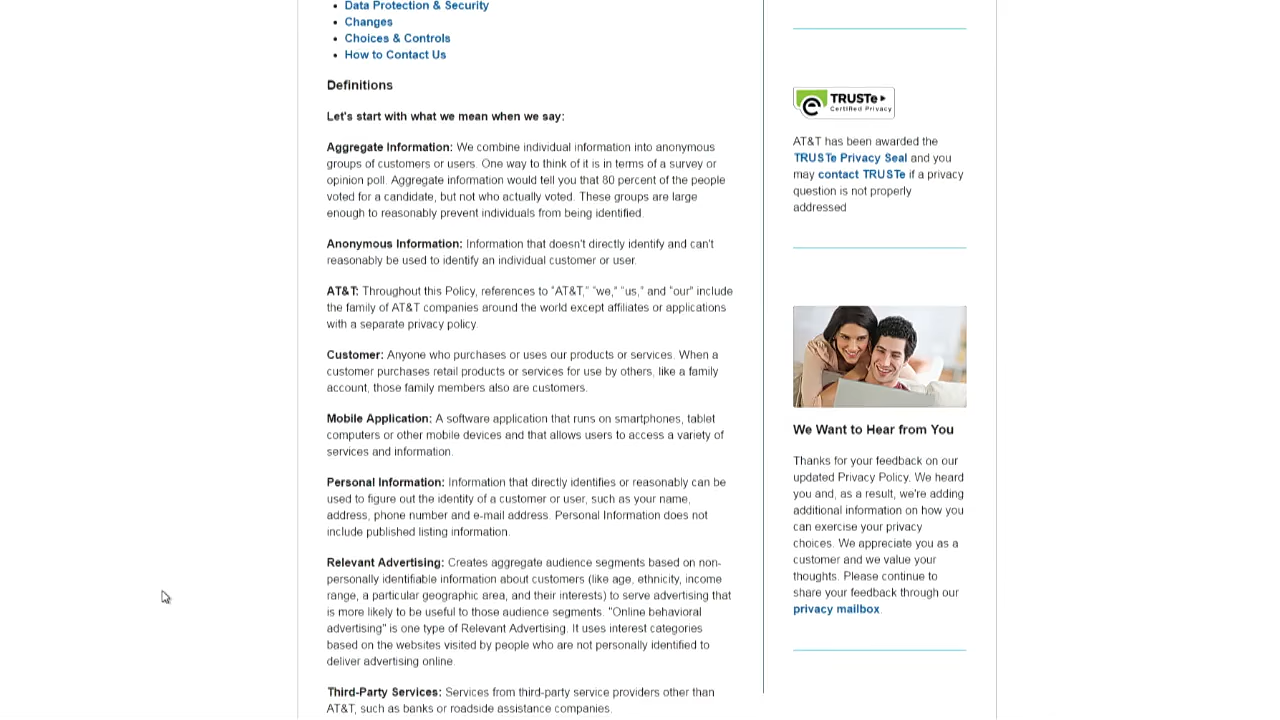 Data Protection & Security
Changes
Choices & Controls
How to Contact Us
Definitions
Let's start with what we mean when we say:
Aggregate Information: We combine individual information into anonymous
groups of customers or users. One way to think of it is in terms of a survey or
opinion poll. Aggregate information would tell you that 80 percent of the people
voted for a candidate, but not who actually voted. These groups are large
enough to reasonably prevent individuals from being identified.
Anonymous Information: Information that doesn't directly identify and can't
reasonably be used to identify an individual customer or user.
AT&T: Throughout this Policy, references to "AT&T," "we," "us," and "our" include
the family of AT&T companies around the world except affiliates or applications
with a separate privacy policy.
Customer: Anyone who purchases or uses our products or services. When a
customer purchases retail products or services for use by others, like a family
account, those family members also are customers.
Mobile Application: A software application that runs on smartphones, tablet
computers or other mobile devices and that allows users to access a variety of
services and information.
Personal Information: Information that directly identifies or reasonably can be
used to figure out the identity of a customer or user, such as your name,
address, phone number and e-mail address. Personal Information does not
include published listing information.
Relevant Advertising: Creates aggregate audience segments based on non-
personally identifiable information about customers (like age, ethnicity, income
range, a particular geographic area, and their interests) to serve advertising that
is more likely to be useful to those audience segments. "Online behavioral
advertising" is one type of Relevant Advertising. It uses interest categories
based on the websites visited by people who are not personally identified to
deliver advertising online.
Third-Party Services: Services from third-party service providers other than
AT&T, such as banks or roadside assistance companies.
TRUSTe
Certified Privacy
AT&T has been awarded the
TRUSTe Privacy Seal and you
may contact TRUSTe if a privacy
question is not properly
addressed
We Want to Hear from You
Thanks for your feedback on our
updated Privacy Policy. We heard
you and, as a result, we're adding
additional information on how you
can exercise your privacy
choices. We appreciate you as a
customer and we value your
thoughts. Please continue to
share your feedback through our
privacy mailbox.